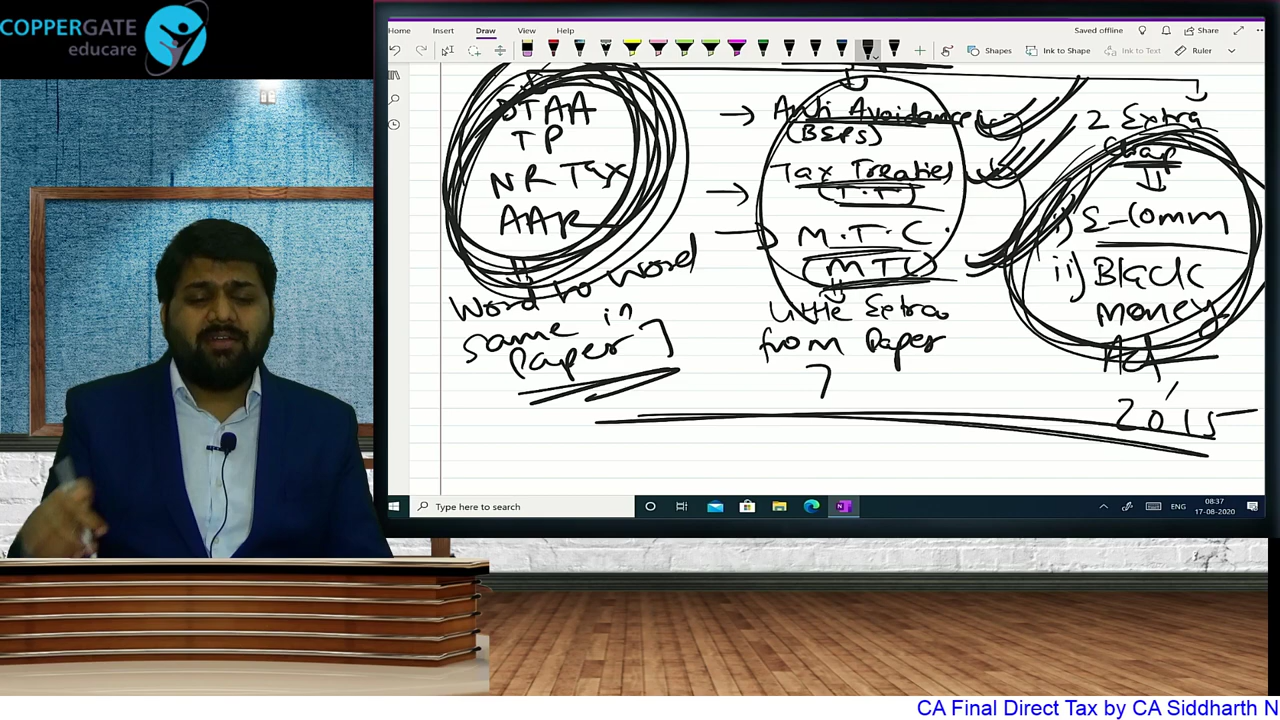 COPPERGATE
educare
Home Insert Draw View Help
Saved offline
Share
Shapes
Ink to Shape
Ink to Text
Ruler
DTAA
TP
NR Tax
AAR
Word to word
same in
Paper]
→ Anti Avoidance
(BEPS)
→ Tax Treaties
(T.T)
M.T.C.
(MTC)
Little Extra
from Paper
7
2 Extra
Chap
i) E-Comm
ii) Black
money
Act,
2015
Type here to search
ENG
08:37
17-08-2020
CA Final Direct Tax by CA Siddharth N